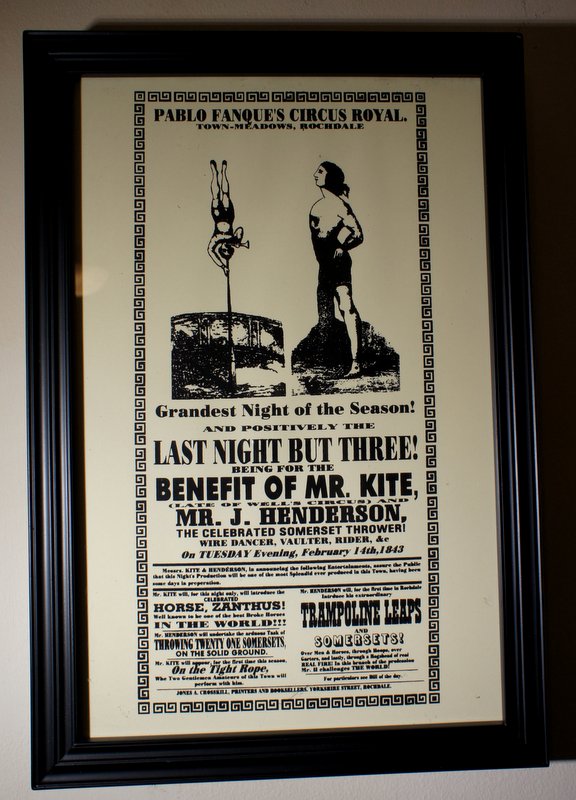 PABLO FANQUE'S CIRCUS ROYAL.
TOWN-MEADOWS, ROCHDALE
Grandest Night of the Season!
AND POSITIVELY THE
LAST NIGHT BUT THREE!
BEING FOR THE
BENEFIT OF MR. KITE,
(LATE OF WELL'S CIRCUS) AND
MR. J. HENDERSON,
THE CELEBRATED SOMERSET THROWER!
WIRE DANCER, VAULTER, RIDER, &c
On TUESDAY Evening, February 14th, 1843
Messrs. KITE & HENDERSON, in announcing the following Entertainments, assure the Public
that this Night's Production will be one of the most Splendid ever produced in this Town, having been
some days in preparation.
Mr. KITE will, for this night only, will introduce the
CELEBRATED
HORSE, ZANTHUS!
Well known to be one of the best Broke Horses
IN THE WORLD!!!
Mr. HENDERSON will undertake the arduous Task of
THROWING TWENTY ONE SOMERSETS,
ON THE SOLID GROUND.
Mr. KITE will appear, for the first time this season,
On the Tight Rope,
Who Two Gentlemen Amateurs of this Town will
perform with him.
Mr. HENDERSON will, for the first time in Rochdale
introduce his extraordinary
TRAMPOLINE LEAPS
AND
SOMERSETS!
Over Men & Horses, through Hoops, over
Garters, and lastly, through a Hogshead of real
REAL FIRE! In this branch of the profession
Mr. H challenges THE WORLD!
For particulars see Bill of the day.
JONES & CROSSKILL, PRINTERS AND BOOKSELLERS, YORKSHIRE STREET, ROCHDALE.